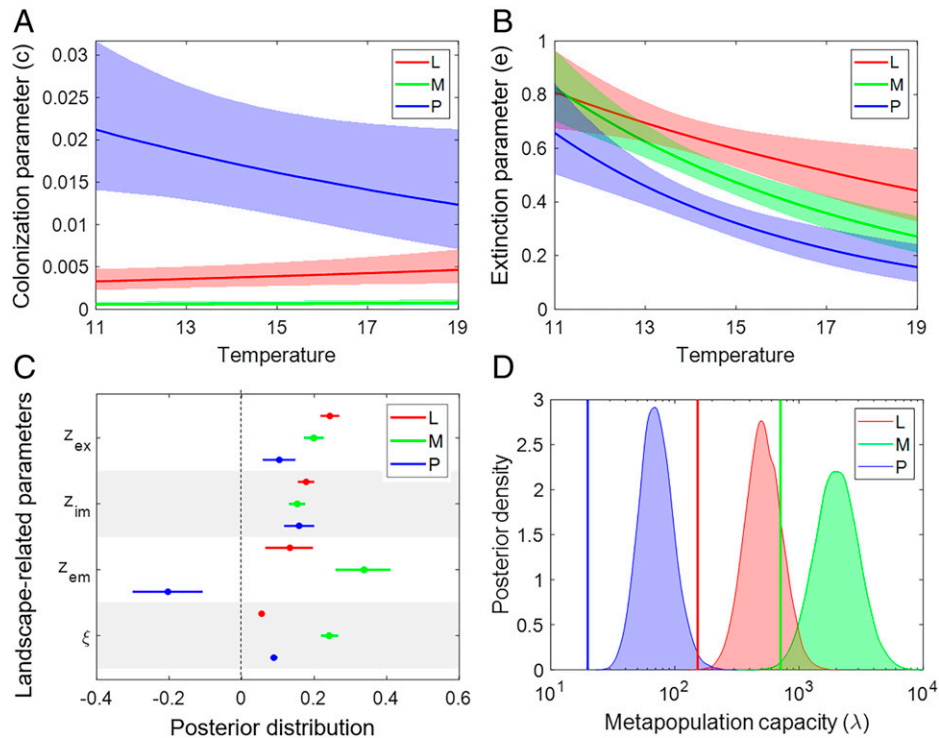 A
Colonization parameter (c)
0.03
0.025
0.02
0.015
0.01
0.005
0
11 13 15 17 19
Temperature
L
M
P
B
Extinction parameter (e)
1
0.8
0.6
0.4
0.2
0
11 13 15 17 19
Temperature
L
M
P
C
Landscape-related parameters
zex
zim
zem
ξ
-0.4 -0.2 0 0.2 0.4 0.6
Posterior distribution
L
M
P
D
Posterior density
3
2.5
2
1.5
1
0.5
0
10^1 10^2 10^3 10^4
Metapopulation capacity (λ)
L
M
P